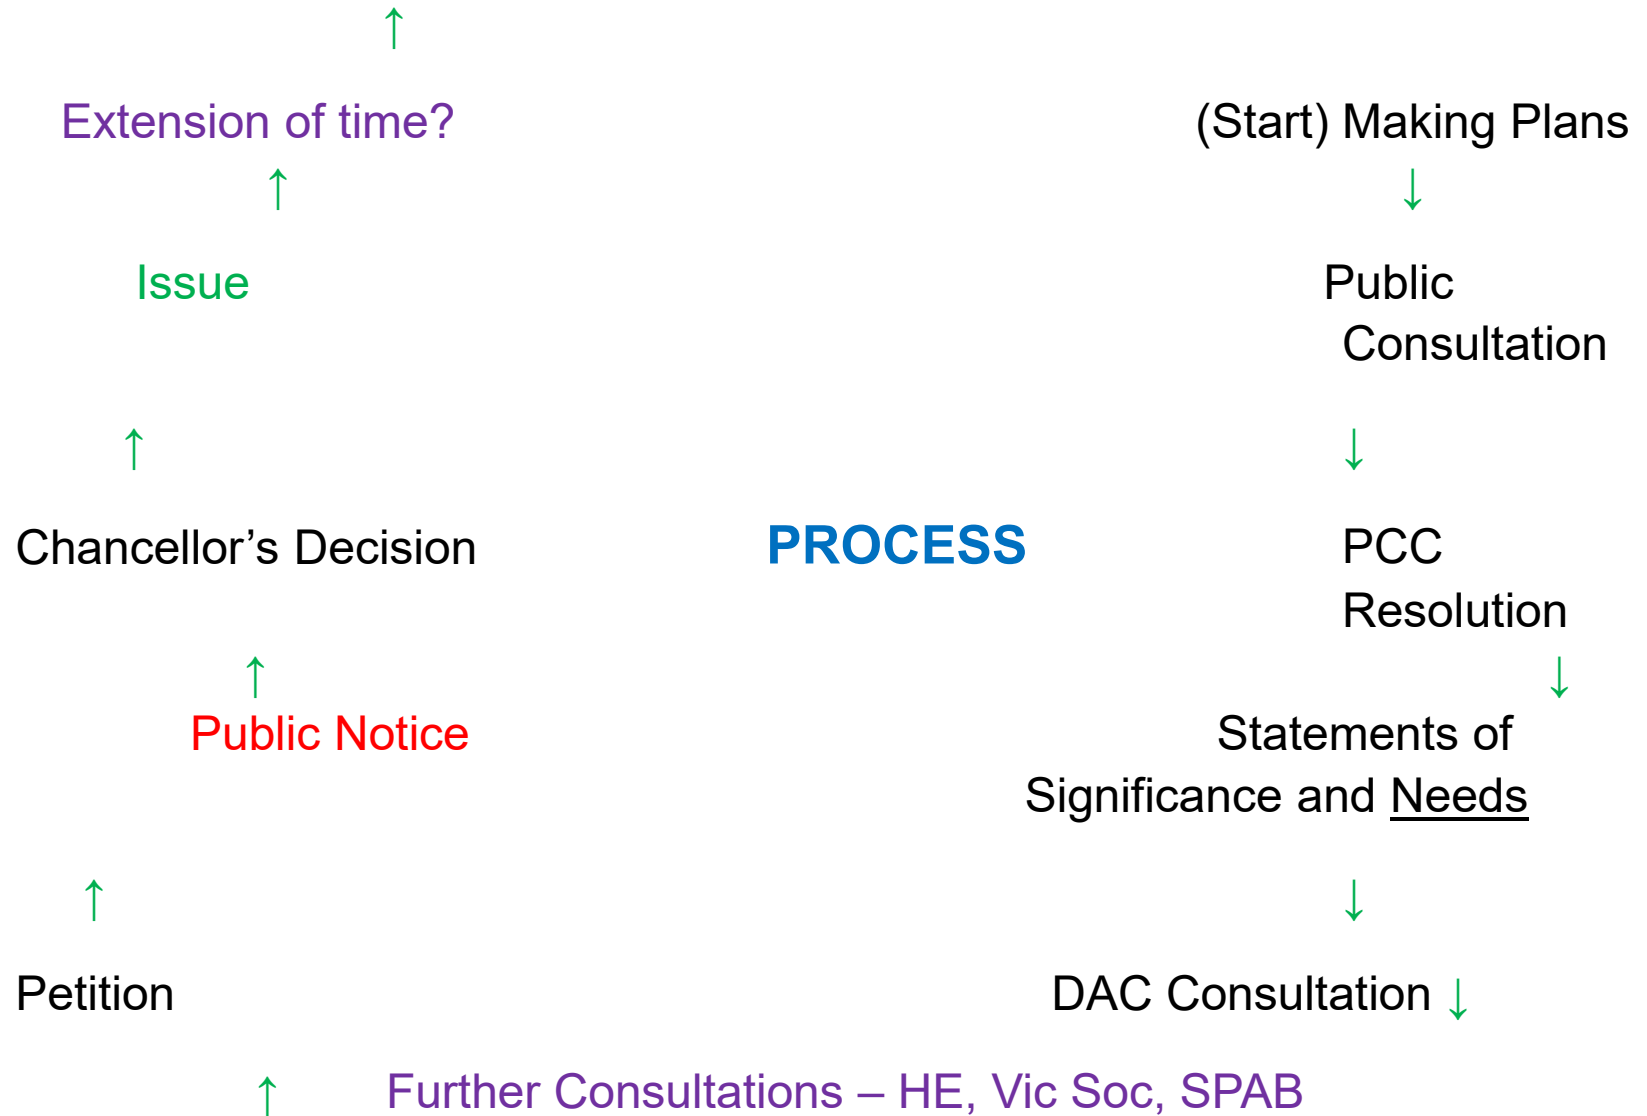 ↑
Extension of time? (Start) Making Plans
↑ ↓
Issue Public
Consultation
↑ ↓
Chancellor’s Decision PROCESS PCC
Resolution
↑ ↓
Public Notice Statements of
Significance and Needs
↑ ↓
Petition DAC Consultation ↓
↑ Further Consultations – HE, Vic Soc, SPAB